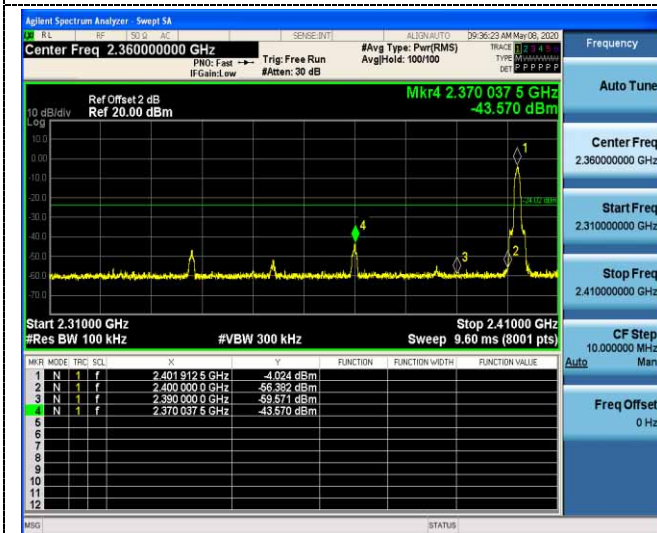 Agilent Spectrum Analyzer - Swept SA
RL RF 50 Ω AC SENSE:INT ALIGNAUTO 09:36:23 AM May 08, 2020
Center Freq 2.360000000 GHz
PNO: Fast
IFGain:Low
Trig: Free Run
#Atten: 30 dB
#Avg Type: Pwr(RMS)
Avg|Hold: 100/100
TRACE 1 2 3 4 5 6
TYPE M
DET P P P P P P
Mkr4 2.370 037 5 GHz
-43.570 dBm
Ref Offset 2 dB
Ref 20.00 dBm
10 dB/div
Log
10.0
0.00
-10.0
-20.0
-30.0
-40.0
-50.0
-60.0
-70.0
1
-24.02 dBm
4
3
2
Start 2.31000 GHz
#Res BW 100 kHz
#VBW 300 kHz
Stop 2.41000 GHz
Sweep 9.60 ms (8001 pts)
MKR MODE TRC SCL X Y FUNCTION FUNCTION WIDTH FUNCTION VALUE
1 N 1 f 2.401 912 5 GHz -4.024 dBm
2 N 1 f 2.400 000 0 GHz -56.382 dBm
3 N 1 f 2.390 000 0 GHz -59.571 dBm
4 N 1 f 2.370 037 5 GHz -43.570 dBm
5
6
7
8
9
10
11
12
MSG STATUS
Frequency
Auto Tune
Center Freq
2.360000000 GHz
Start Freq
2.310000000 GHz
Stop Freq
2.410000000 GHz
CF Step
10.000000 MHz
Auto Man
Freq Offset
0 Hz